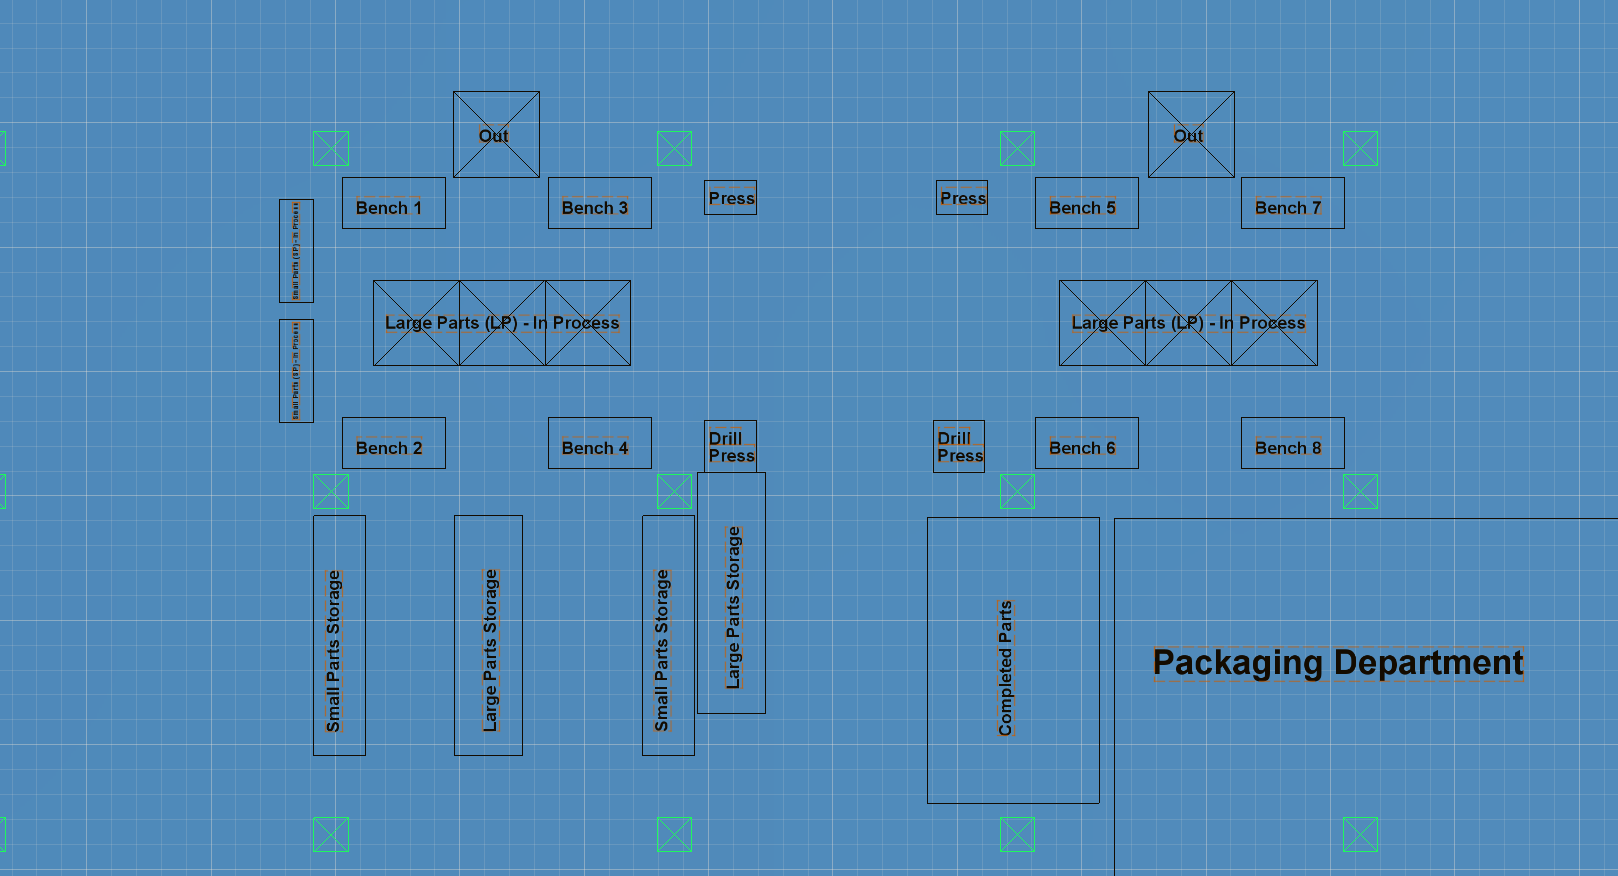 Out
Out
Press
Press
Bench 1
Bench 3
Bench 5
Bench 7
Small Parts (SP) - In Process
Large Parts (LP) - In Process
Large Parts (LP) - In Process
Small Parts (SP) - In Process
Drill
Press
Drill
Press
Bench 2
Bench 4
Bench 6
Bench 8
Small Parts Storage
Large Parts Storage
Small Parts Storage
Large Parts Storage
Completed Parts
Packaging Department